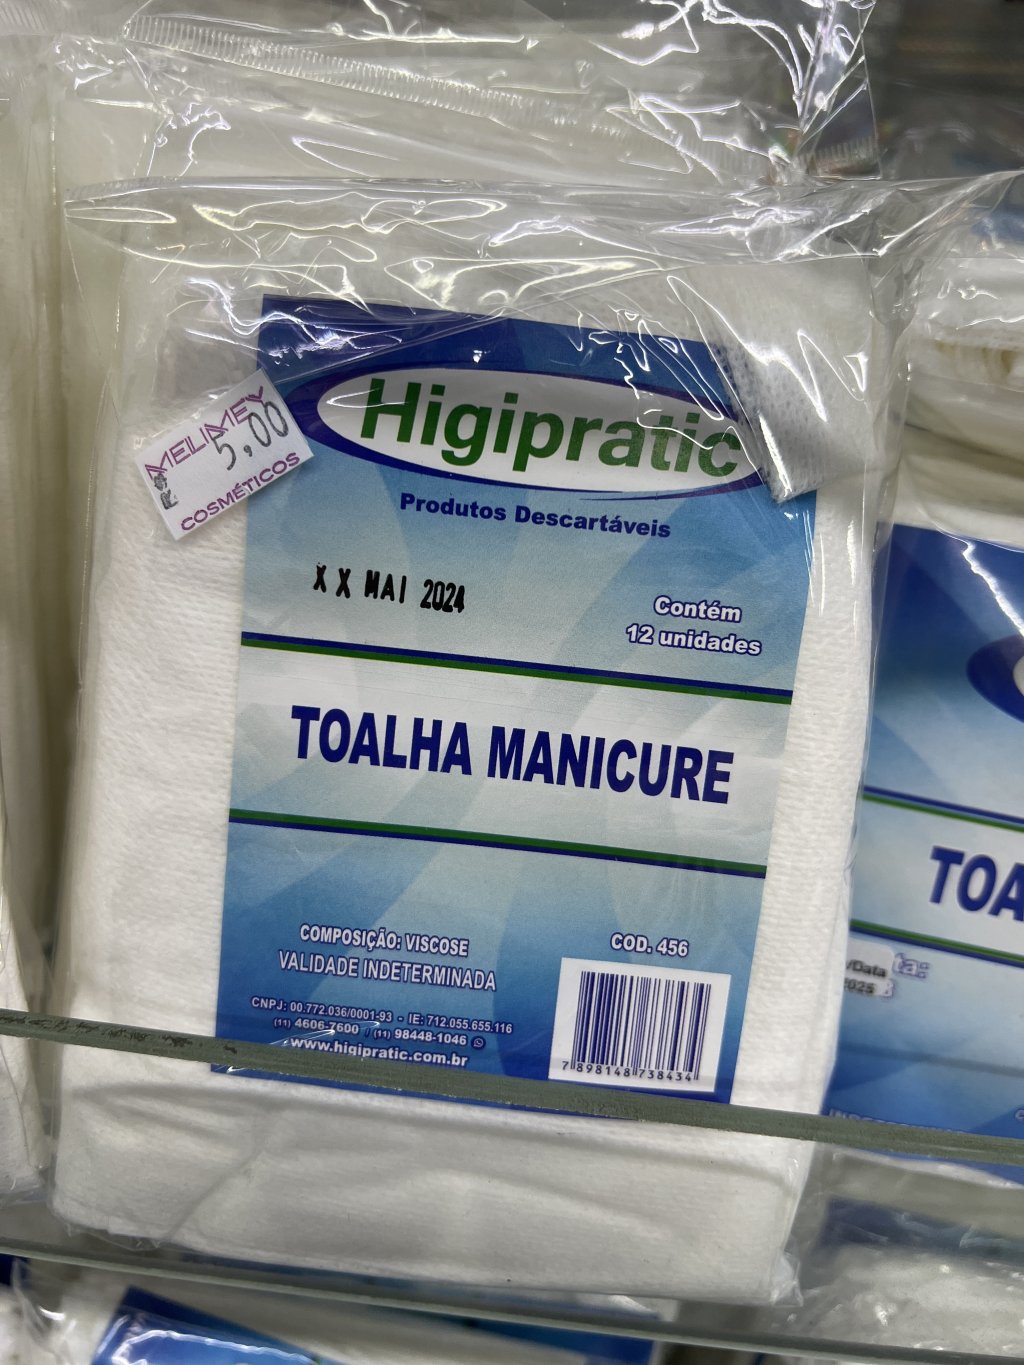 MELIMEY
R$ 5,00
COSMÉTICOS
Higipratic
Produtos Descartáveis
X X MAI 2024
Contém
12 unidades
TOALHA MANICURE
COMPOSIÇÃO: VISCOSE
VALIDADE INDETERMINADA
COD. 456
CNPJ: 00.772.036/0001-93 - IE: 712.055.655.116
(11) 4606-7600 / (11) 98448-1046
www.higipratic.com.br
7 898148 738434
TOA
/Data